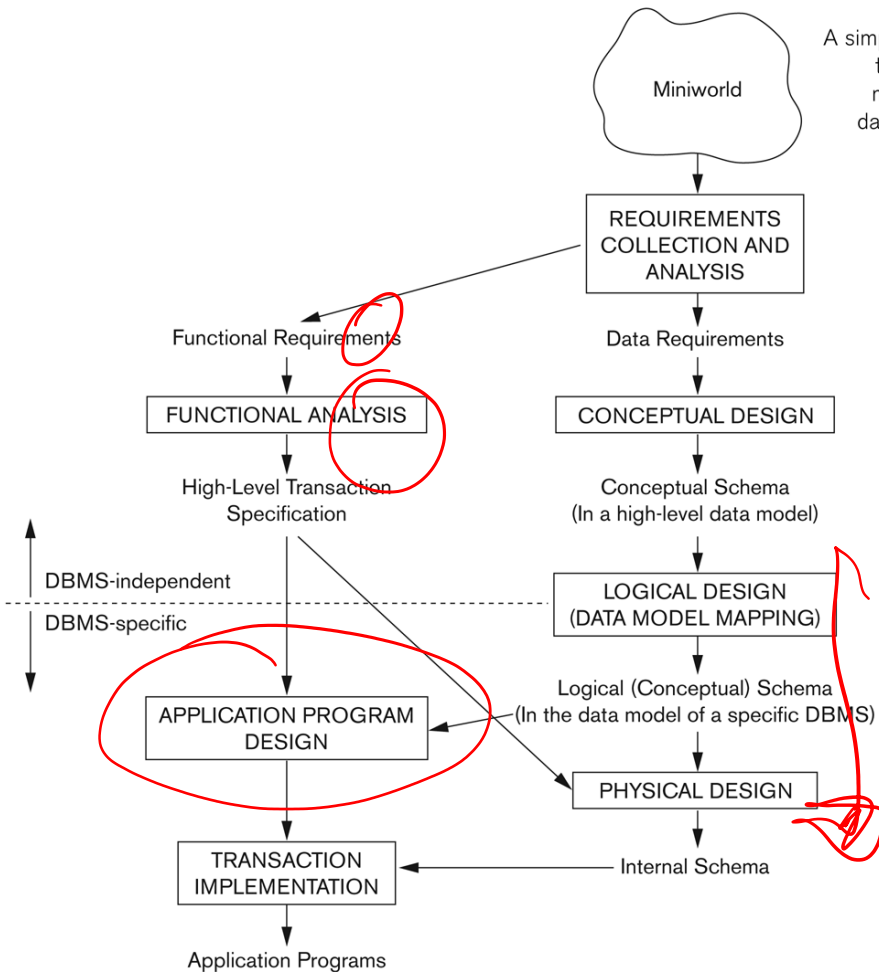 A sim
t
r
da
Miniworld
REQUIREMENTS
COLLECTION AND
ANALYSIS
Functional Requirements
Data Requirements
FUNCTIONAL ANALYSIS
CONCEPTUAL DESIGN
High-Level Transaction
Specification
Conceptual Schema
(In a high-level data model)
DBMS-independent
LOGICAL DESIGN
(DATA MODEL MAPPING)
DBMS-specific
Logical (Conceptual) Schema
(In the data model of a specific DBMS)
APPLICATION PROGRAM
DESIGN
PHYSICAL DESIGN
TRANSACTION
IMPLEMENTATION
Internal Schema
Application Programs